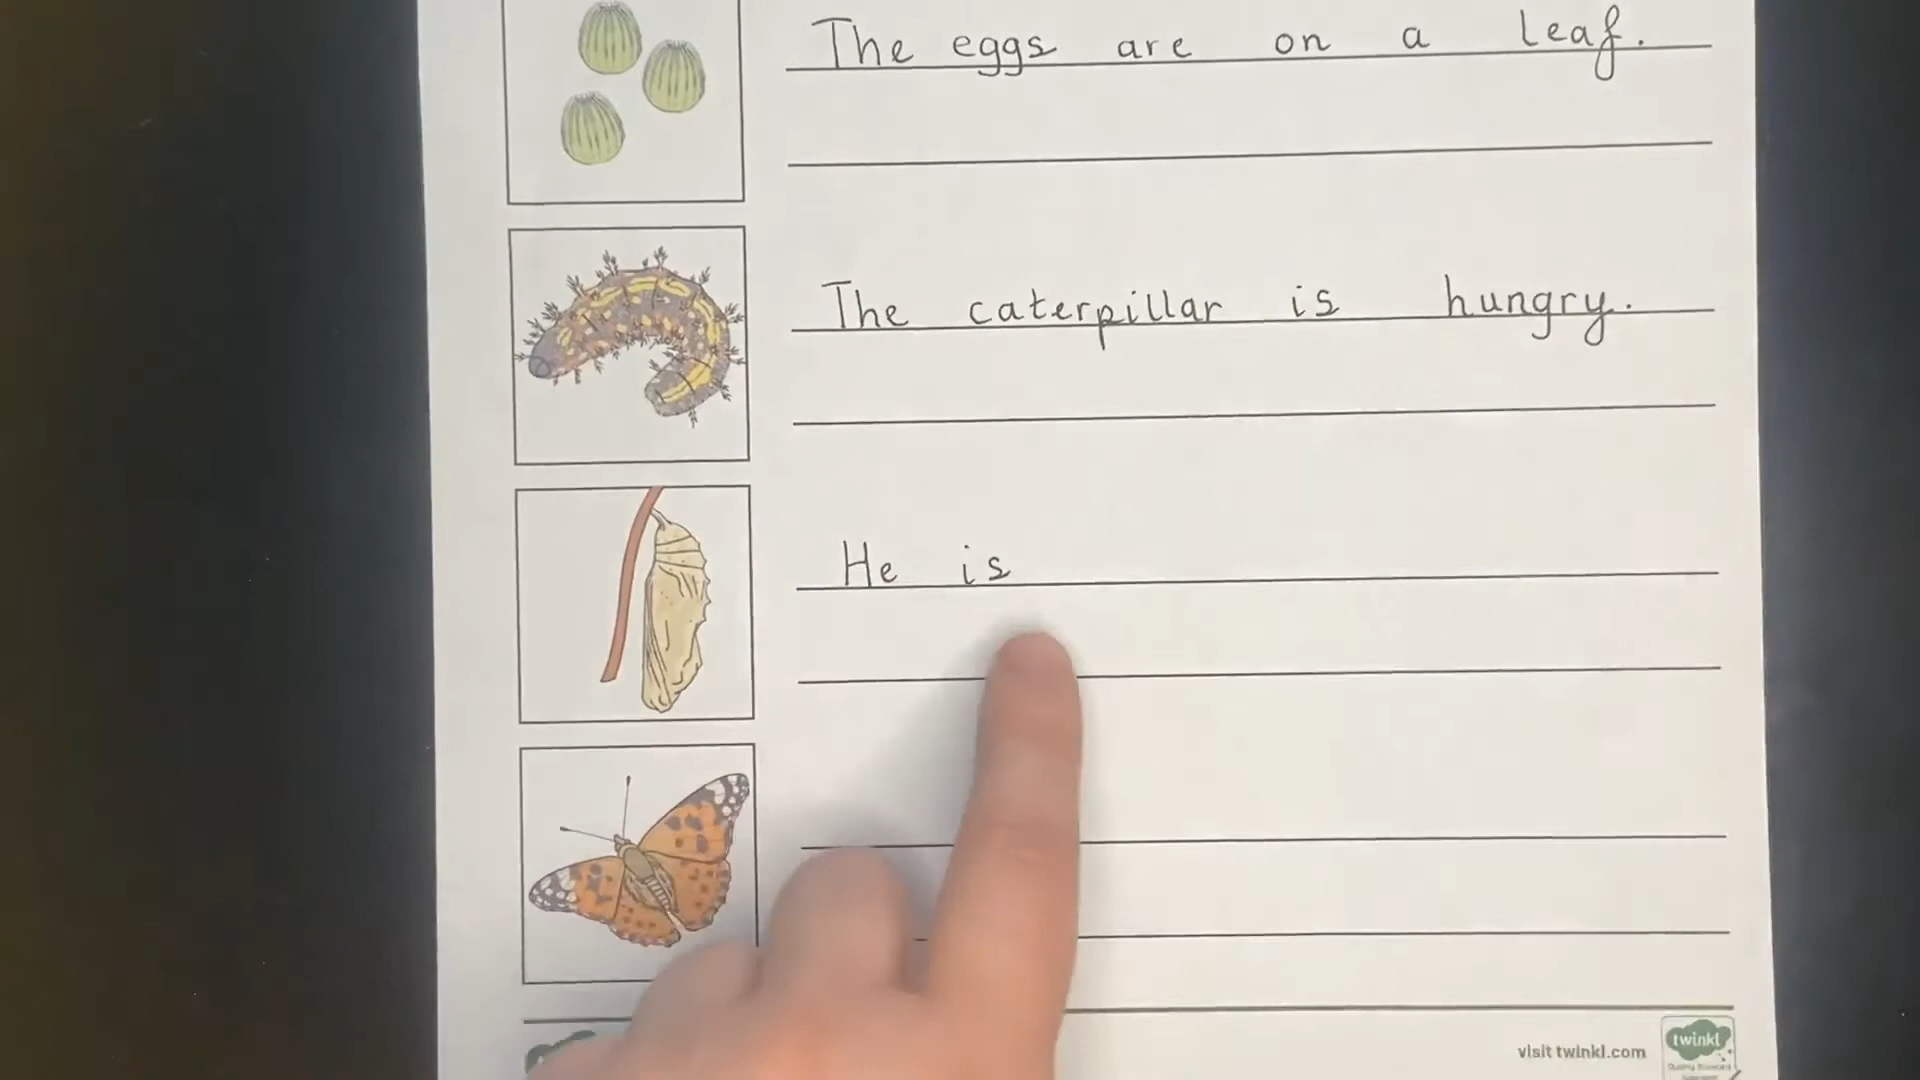 The eggs are on a leaf.
The caterpillar is hungry.
He is
visit twinkl.com
twinkl